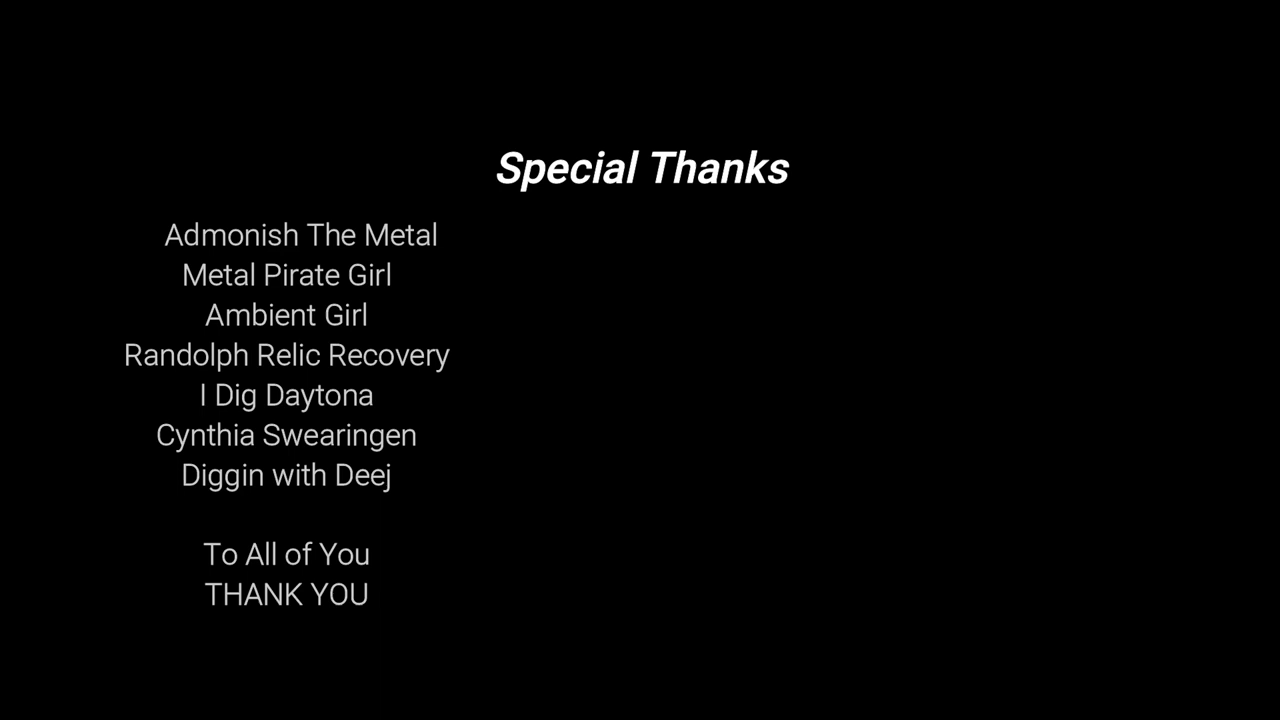 Special Thanks
Admonish The Metal
Metal Pirate Girl
Ambient Girl
Randolph Relic Recovery
I Dig Daytona
Cynthia Swearingen
Diggin with Deej
To All of You
THANK YOU